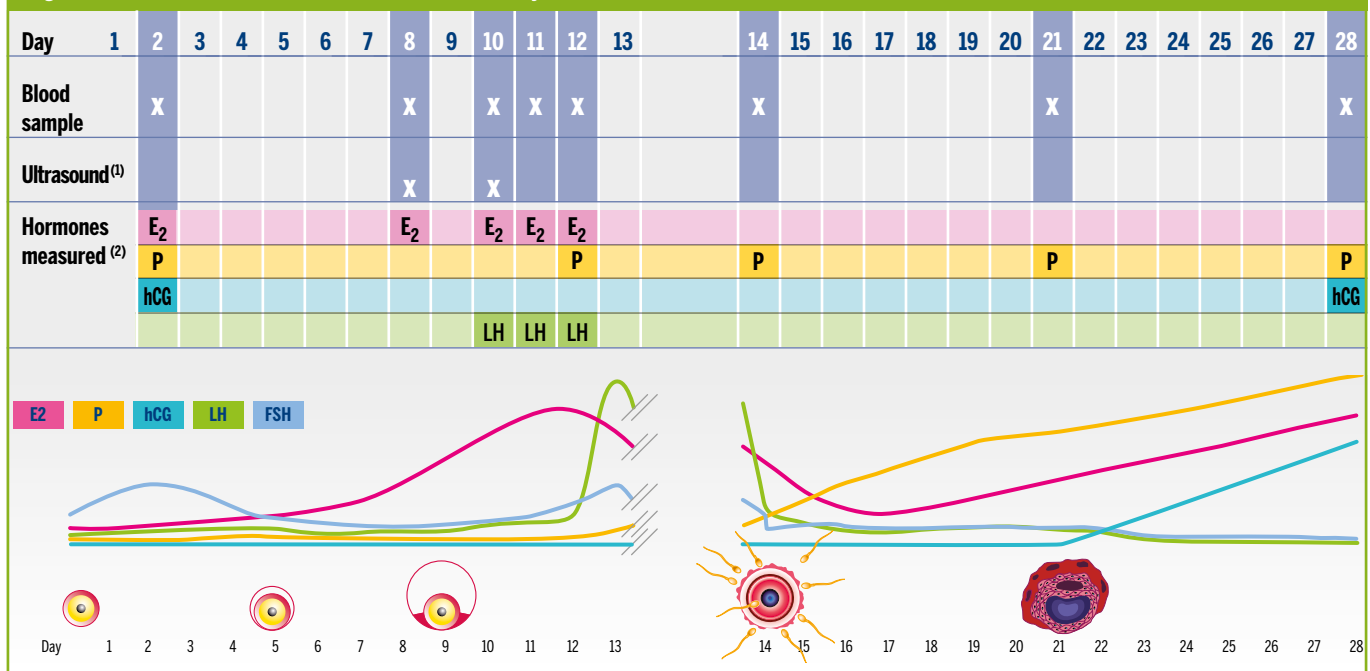 Day 1 2 3 4 5 6 7 8 9 10 11 12 13 14 15 16 17 18 19 20 21 22 23 24 25 26 27 28
Blood
sample
X X X X X X X X
Ultrasound (1)
X X
Hormones
measured (2)
E2 E2 E2 E2 E2
P P P P P
hCG hCG
LH LH LH
E2 P hCG LH FSH
Day 1 2 3 4 5 6 7 8 9 10 11 12 13 14 15 16 17 18 19 20 21 22 23 24 25 26 27 28